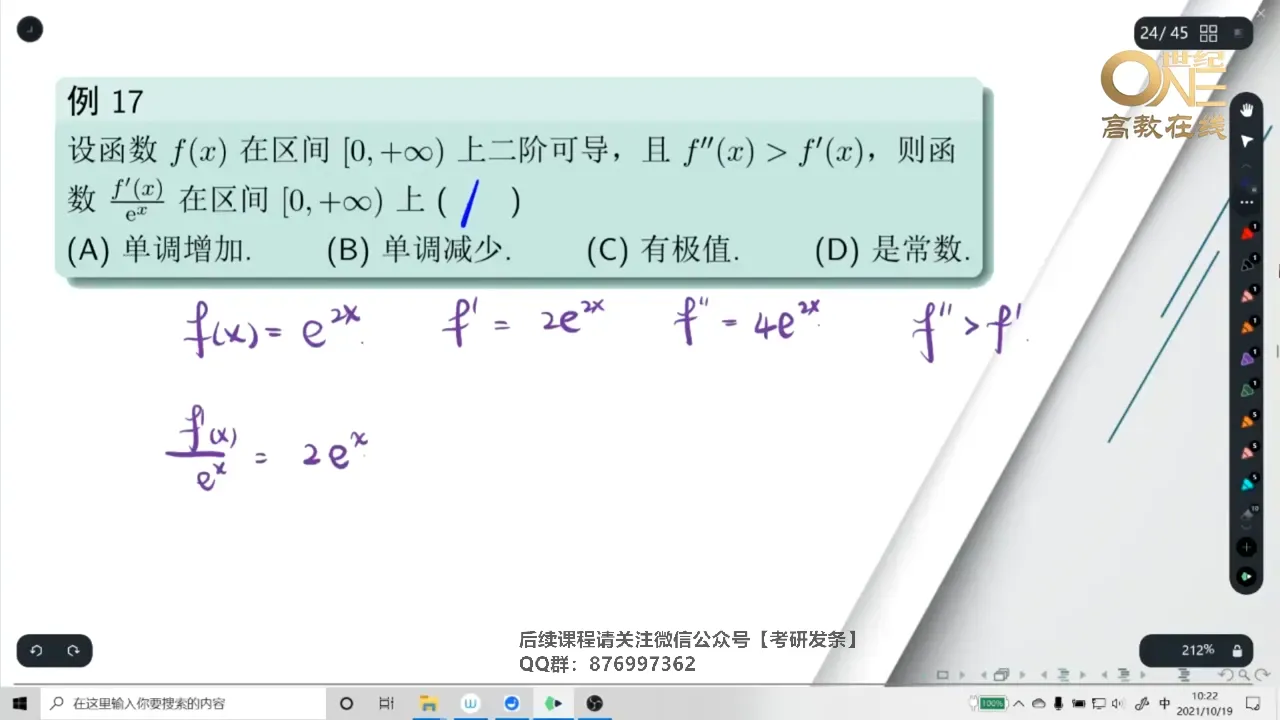 24/ 45
世纪
ONE
高教在线
例 17
设函数 f(x) 在区间 [0,+∞) 上二阶可导，且 f″(x) > f′(x)，则函
数 f′(x)/e^x 在区间 [0,+∞) 上 ( )
(A) 单调增加. (B) 单调减少. (C) 有极值. (D) 是常数.
f(x) = e^{2x} f′ = 2e^{2x} f″ = 4e^{2x} f″ > f′
f′(x)/e^x = 2e^x
后续课程请关注微信公众号【考研发条】
QQ群：876997362
212%
在这里输入你要搜索的内容
100%
中
10:22
2021/10/19